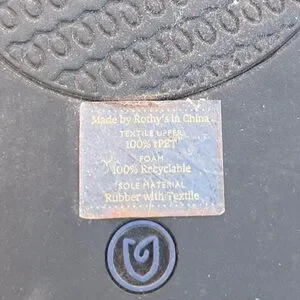 Made by Rothy's in China
TEXTILE UPPER
100% rPET
FOAM
100% Recyclable
SOLE MATERIAL
Rubber with Textile